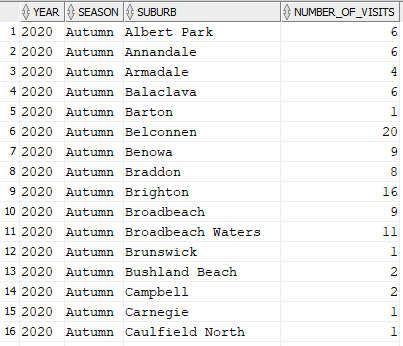 YEAR SEASON SUBURB NUMBER_OF_VISITS
1 2020 Autumn Albert Park 6
2 2020 Autumn Annandale 6
3 2020 Autumn Armadale 4
4 2020 Autumn Balaclava 6
5 2020 Autumn Barton 1
6 2020 Autumn Belconnen 20
7 2020 Autumn Benowa 9
8 2020 Autumn Braddon 8
9 2020 Autumn Brighton 16
10 2020 Autumn Broadbeach 9
11 2020 Autumn Broadbeach Waters 11
12 2020 Autumn Brunswick 1
13 2020 Autumn Bushland Beach 2
14 2020 Autumn Campbell 2
15 2020 Autumn Carnegie 1
16 2020 Autumn Caulfield North 1